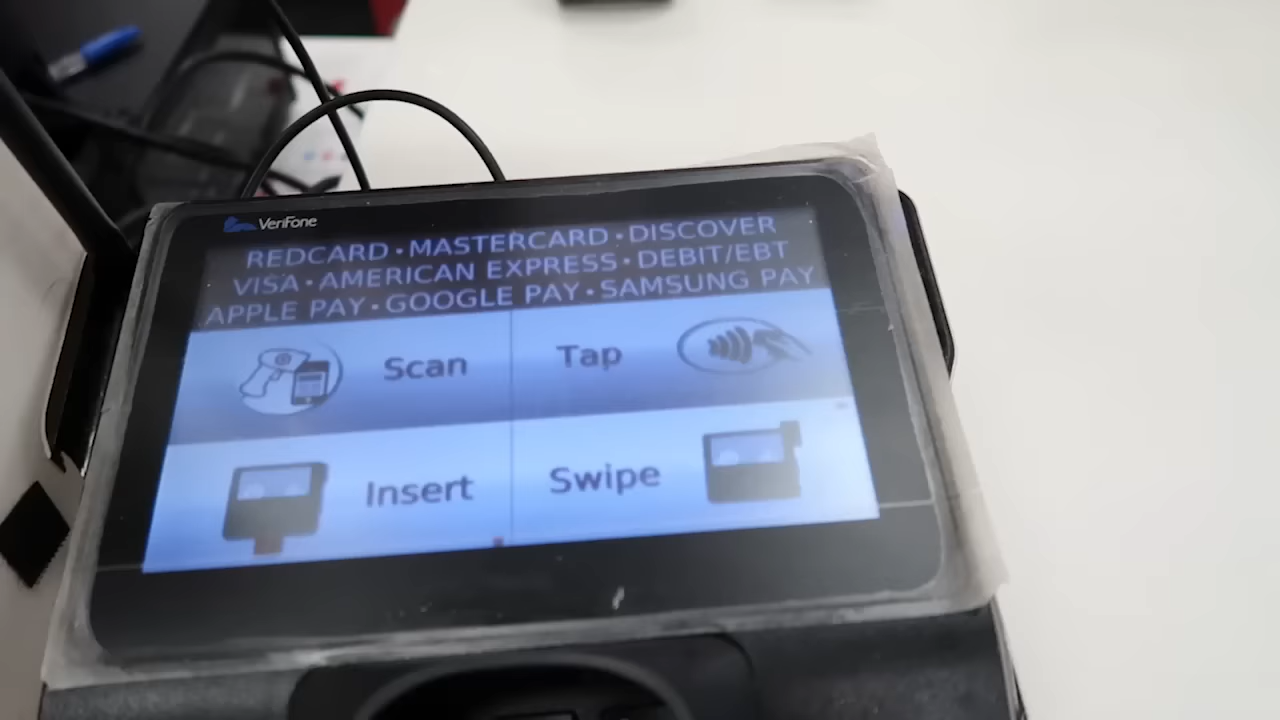 VeriFone
REDCARD • MASTERCARD • DISCOVER
VISA • AMERICAN EXPRESS • DEBIT/EBT
APPLE PAY • GOOGLE PAY • SAMSUNG PAY
Scan
Tap
Insert
Swipe